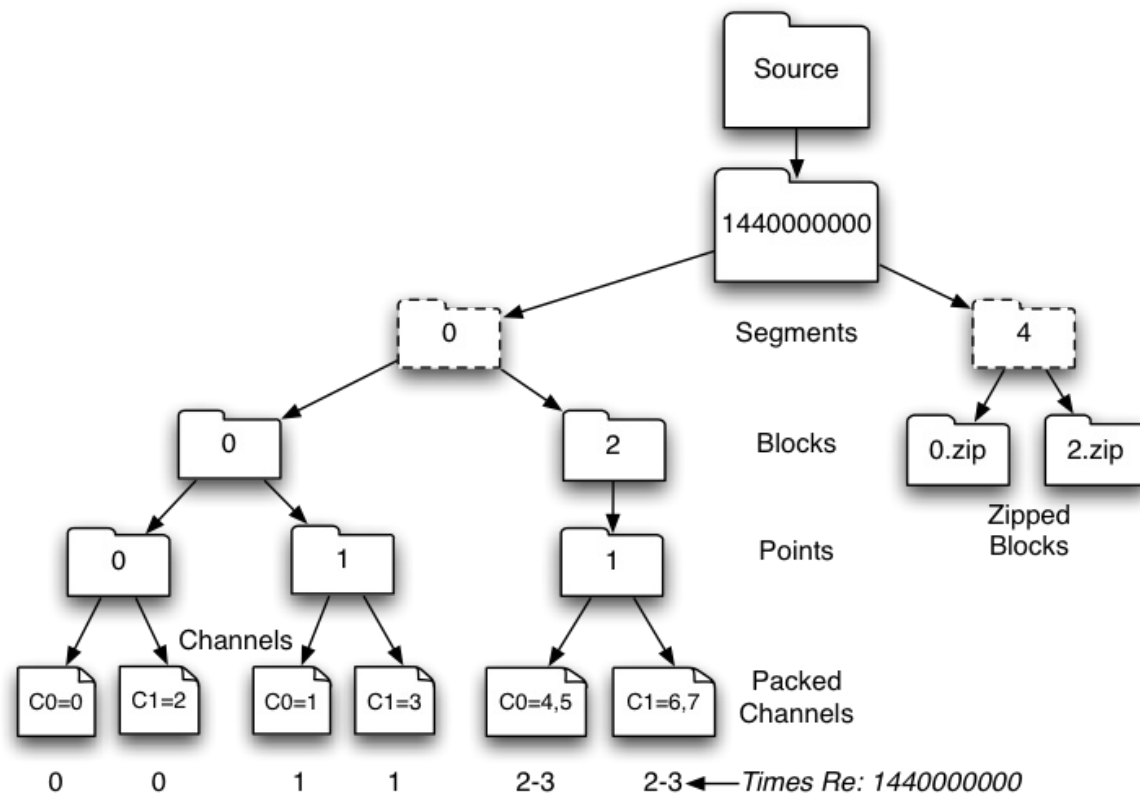 Source
1440000000
0
Segments
4
0
2
Blocks
0.zip
2.zip
Zipped
Blocks
0
1
1
Points
Channels
C0=0
C1=2
C0=1
C1=3
C0=4,5
C1=6,7
Packed
Channels
0
0
1
1
2-3
2-3
Times Re: 1440000000